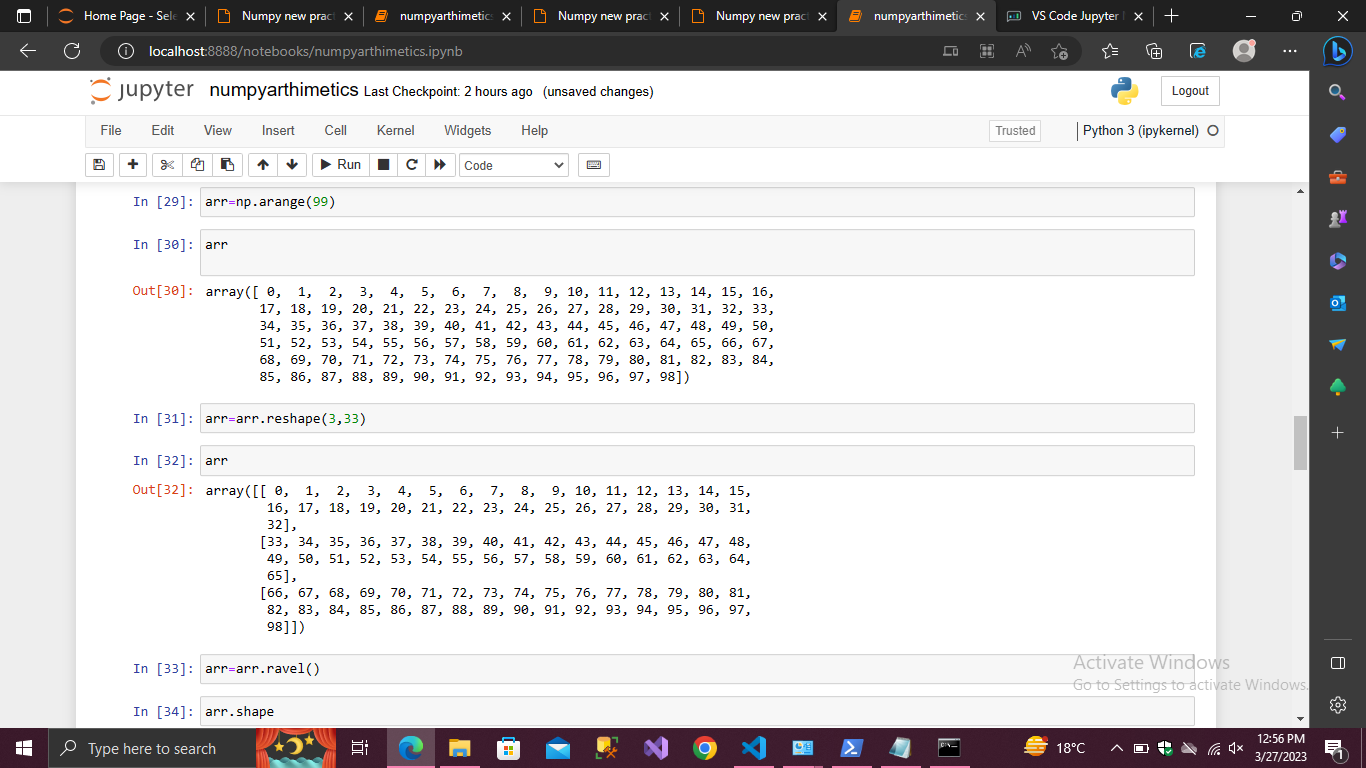 Home Page - Sele
Numpy new pract
numpyarthimetics
Numpy new pract
Numpy new pract
numpyarthimetics
VS Code Jupyter
localhost:8888/notebooks/numpyarthimetics.ipynb
jupyter numpyarthimetics Last Checkpoint: 2 hours ago (unsaved changes)
Logout
File Edit View Insert Cell Kernel Widgets Help
Trusted
Python 3 (ipykernel)
Run
Code
In [29]: arr=np.arange(99)
In [30]: arr
Out[30]: array([ 0,  1,  2,  3,  4,  5,  6,  7,  8,  9, 10, 11, 12, 13, 14, 15, 16,
17, 18, 19, 20, 21, 22, 23, 24, 25, 26, 27, 28, 29, 30, 31, 32, 33,
34, 35, 36, 37, 38, 39, 40, 41, 42, 43, 44, 45, 46, 47, 48, 49, 50,
51, 52, 53, 54, 55, 56, 57, 58, 59, 60, 61, 62, 63, 64, 65, 66, 67,
68, 69, 70, 71, 72, 73, 74, 75, 76, 77, 78, 79, 80, 81, 82, 83, 84,
85, 86, 87, 88, 89, 90, 91, 92, 93, 94, 95, 96, 97, 98])
In [31]: arr=arr.reshape(3,33)
In [32]: arr
Out[32]: array([[ 0,  1,  2,  3,  4,  5,  6,  7,  8,  9, 10, 11, 12, 13, 14, 15,
16, 17, 18, 19, 20, 21, 22, 23, 24, 25, 26, 27, 28, 29, 30, 31,
32],
[33, 34, 35, 36, 37, 38, 39, 40, 41, 42, 43, 44, 45, 46, 47, 48,
49, 50, 51, 52, 53, 54, 55, 56, 57, 58, 59, 60, 61, 62, 63, 64,
65],
[66, 67, 68, 69, 70, 71, 72, 73, 74, 75, 76, 77, 78, 79, 80, 81,
82, 83, 84, 85, 86, 87, 88, 89, 90, 91, 92, 93, 94, 95, 96, 97,
98]])
In [33]: arr=arr.ravel()
In [34]: arr.shape
Activate Windows
Go to Settings to activate Windows.
Type here to search
18°C
12:56 PM
3/27/2023
1